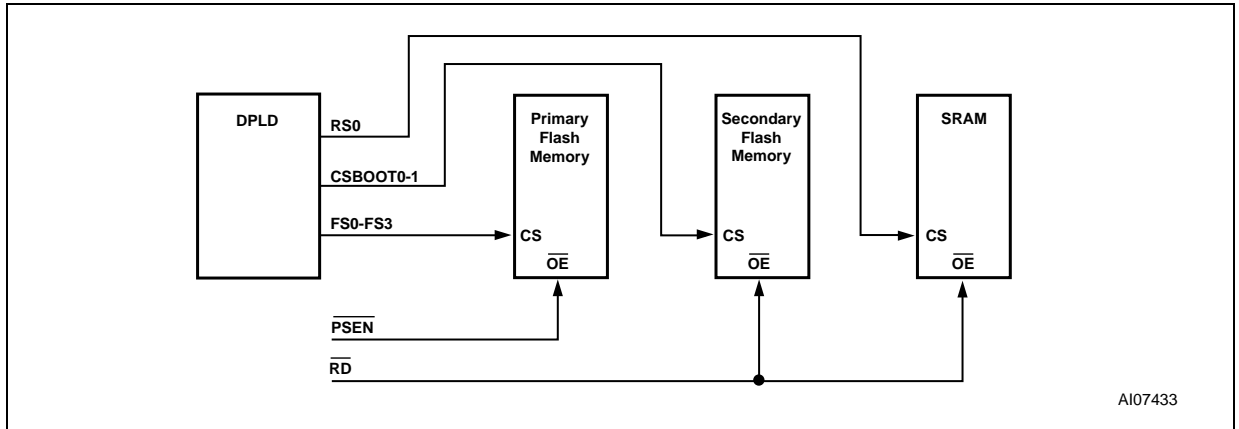 DPLD
RS0
CSBOOT0-1
FS0-FS3
Primary
Flash
Memory
CS
OE
Secondary
Flash
Memory
CS
OE
SRAM
CS
OE
PSEN
RD
AI07433